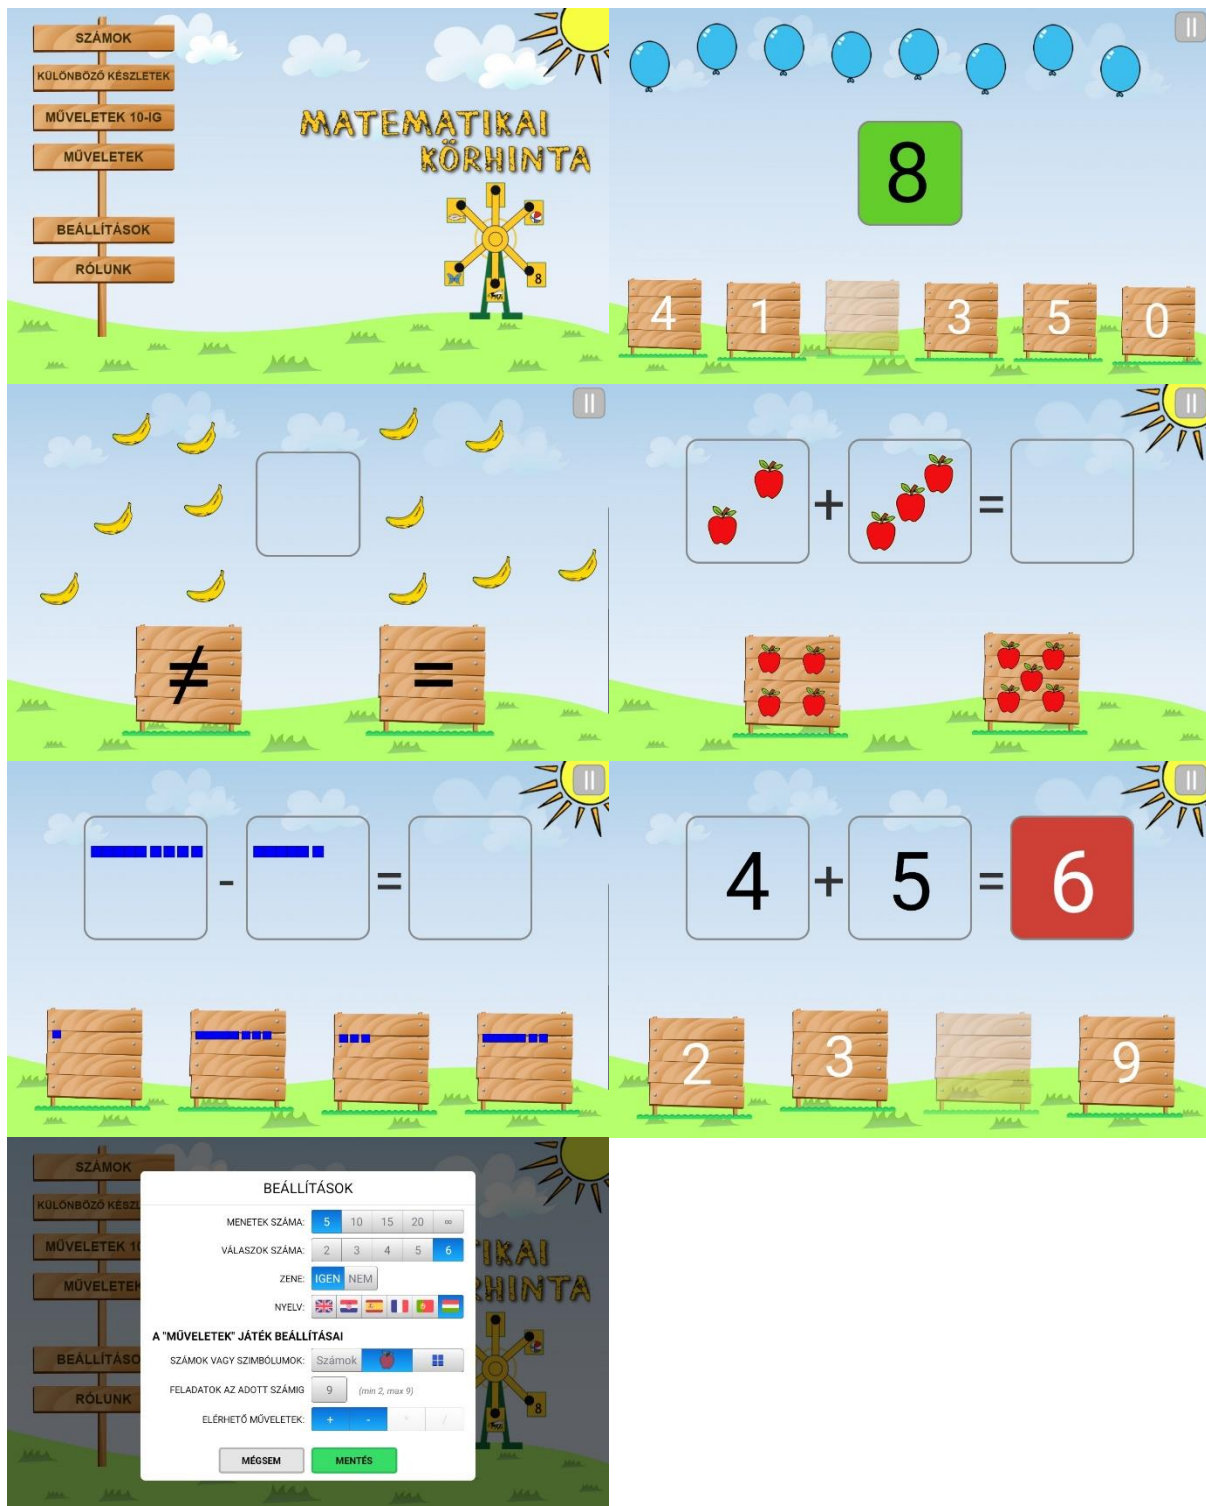 SZÁMOK
KÜLÖNBÖZŐ KÉSZLETEK
MŰVELETEK 10-IG
MŰVELETEK
BEÁLLÍTÁSOK
RÓLUNK
MATEMATIKAI
KÖRHINTA
8
8
4 1 3 5 0
≠ =
+ =
- =
4 + 5 = 6
2 3 9
SZÁMOK
KÜLÖNBÖZŐ KÉSZL
MŰVELETEK 10
MŰVELETEK
BEÁLLÍTÁSO
RÓLUNK
TIKAI
RHINTA
8
BEÁLLÍTÁSOK
MENETEK SZÁMA: 5 10 15 20 ∞
VÁLASZOK SZÁMA: 2 3 4 5 6
ZENE: IGEN NEM
NYELV:
A "MŰVELETEK" JÁTÉK BEÁLLÍTÁSAI
SZÁMOK VAGY SZIMBÓLUMOK: Számok
FELADATOK AZ ADOTT SZÁMIG 9 (min 2, max 9)
ELÉRHETŐ MŰVELETEK: + - * /
MÉGSEM MENTÉS